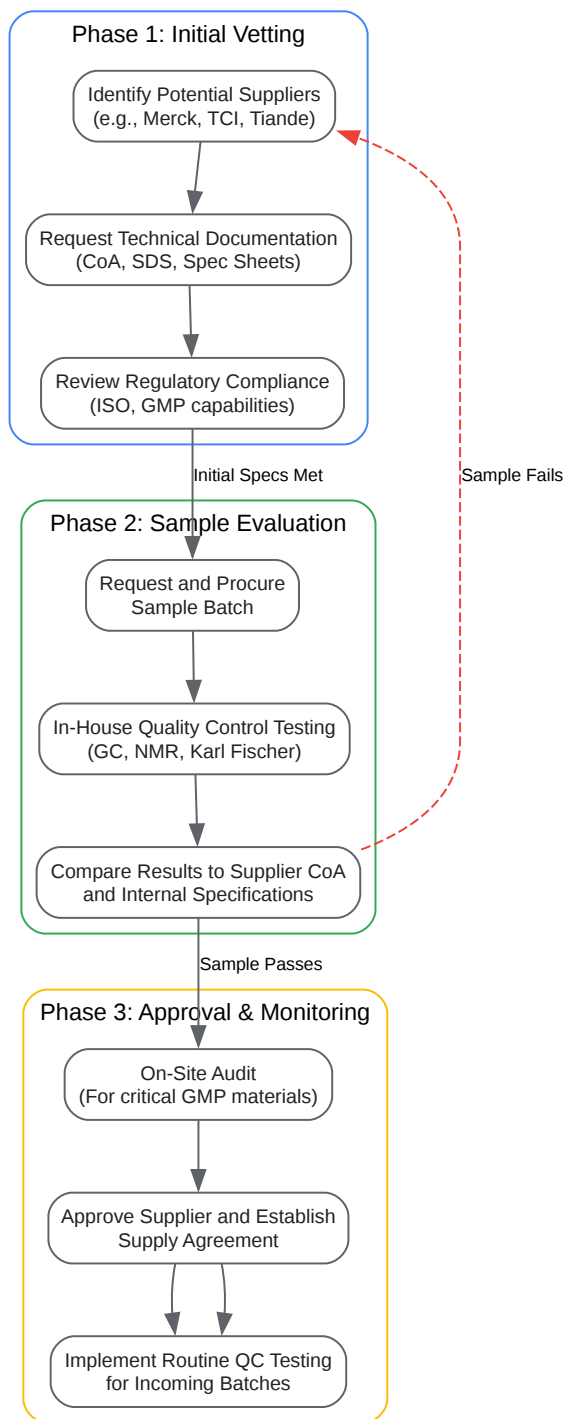 Phase 1: Initial Vetting
Identify Potential Suppliers
(e.g., Merck, TCI, Tiande)
Request Technical Documentation
(CoA, SDS, Spec Sheets)
Review Regulatory Compliance
(ISO, GMP capabilities)
Initial Specs Met
Sample Fails
Phase 2: Sample Evaluation
Request and Procure
Sample Batch
In-House Quality Control Testing
(GC, NMR, Karl Fischer)
Compare Results to Supplier CoA
and Internal Specifications
Sample Passes
Phase 3: Approval & Monitoring
On-Site Audit
(For critical GMP materials)
Approve Supplier and Establish
Supply Agreement
Implement Routine QC Testing
for Incoming Batches